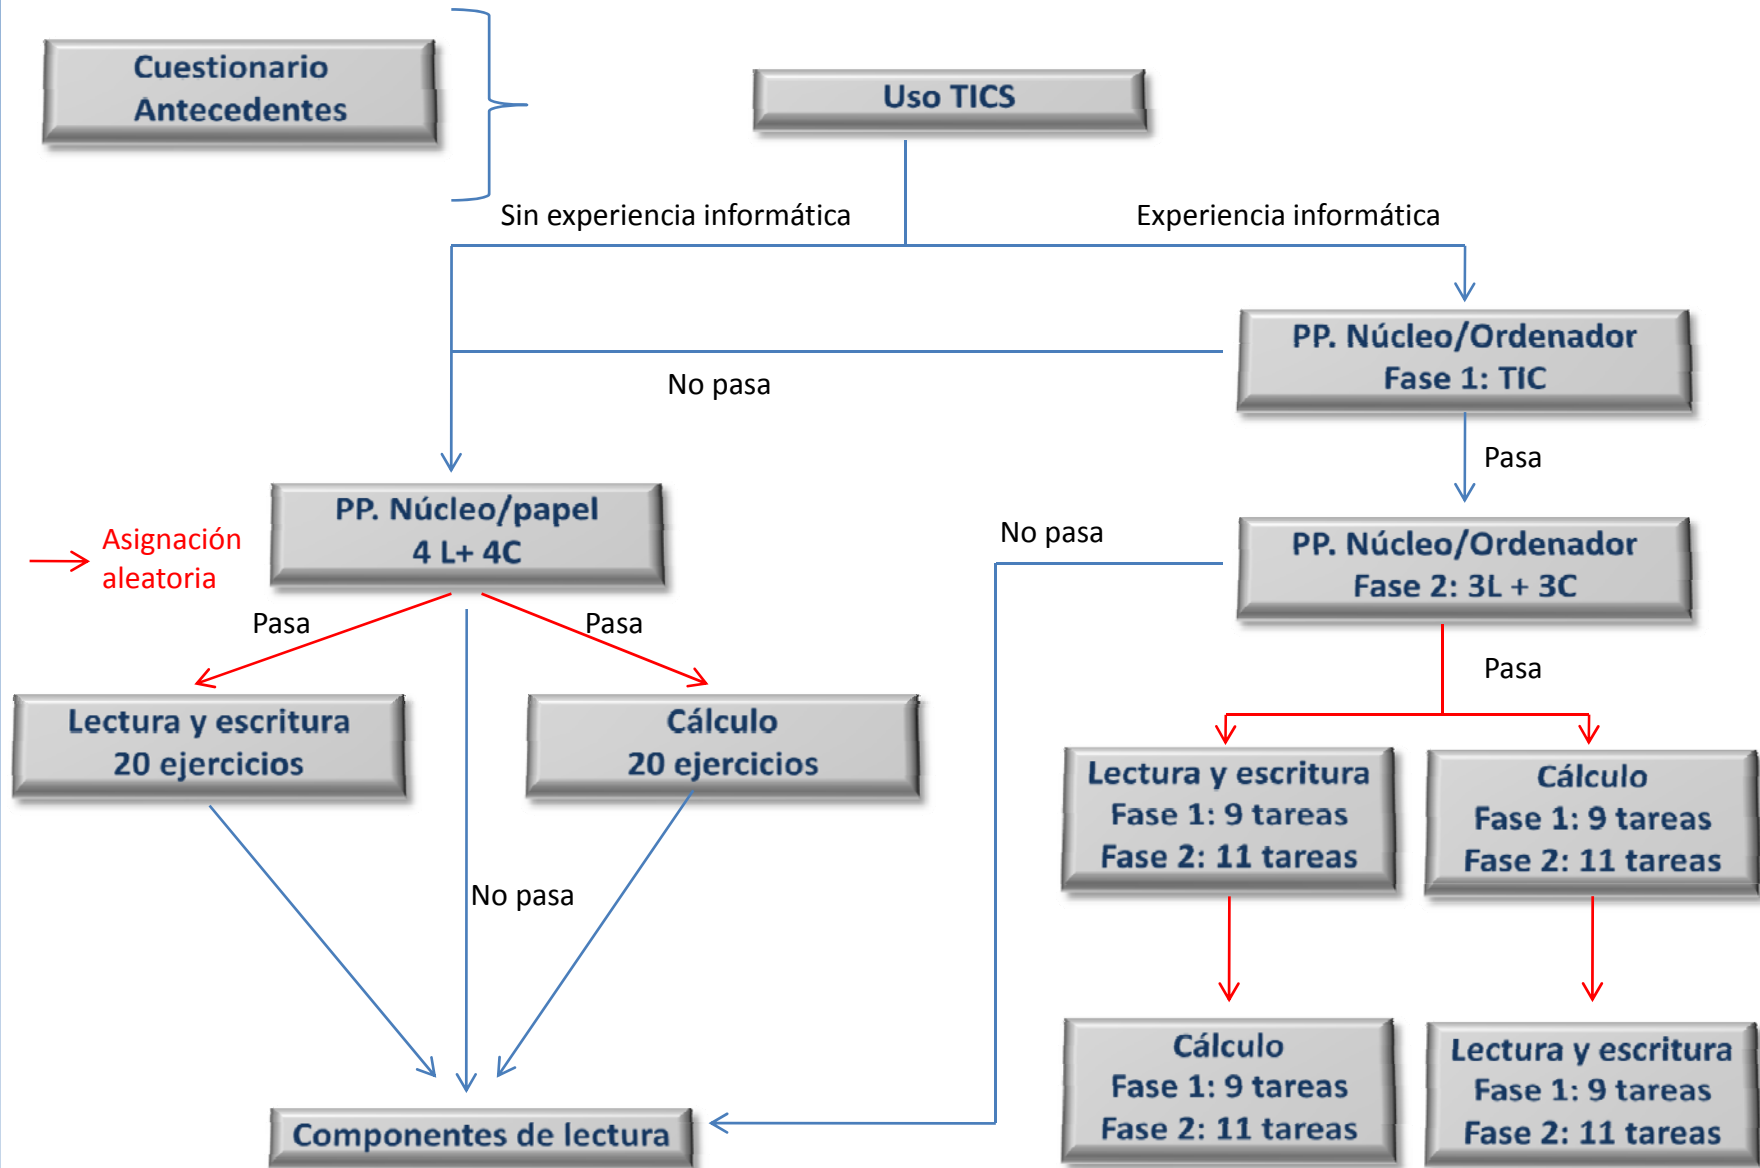 Cuestionario
Antecedentes
Uso TICS
Sin experiencia informática
Experiencia informática
PP. Núcleo/Ordenador
Fase 1: TIC
No pasa
Pasa
PP. Núcleo/papel
4 L+ 4C
Asignación
aleatoria
No pasa
PP. Núcleo/Ordenador
Fase 2: 3L + 3C
Pasa
Pasa
Pasa
Lectura y escritura
20 ejercicios
Cálculo
20 ejercicios
Lectura y escritura
Fase 1: 9 tareas
Fase 2: 11 tareas
Cálculo
Fase 1: 9 tareas
Fase 2: 11 tareas
No pasa
Componentes de lectura
Cálculo
Fase 1: 9 tareas
Fase 2: 11 tareas
Lectura y escritura
Fase 1: 9 tareas
Fase 2: 11 tareas